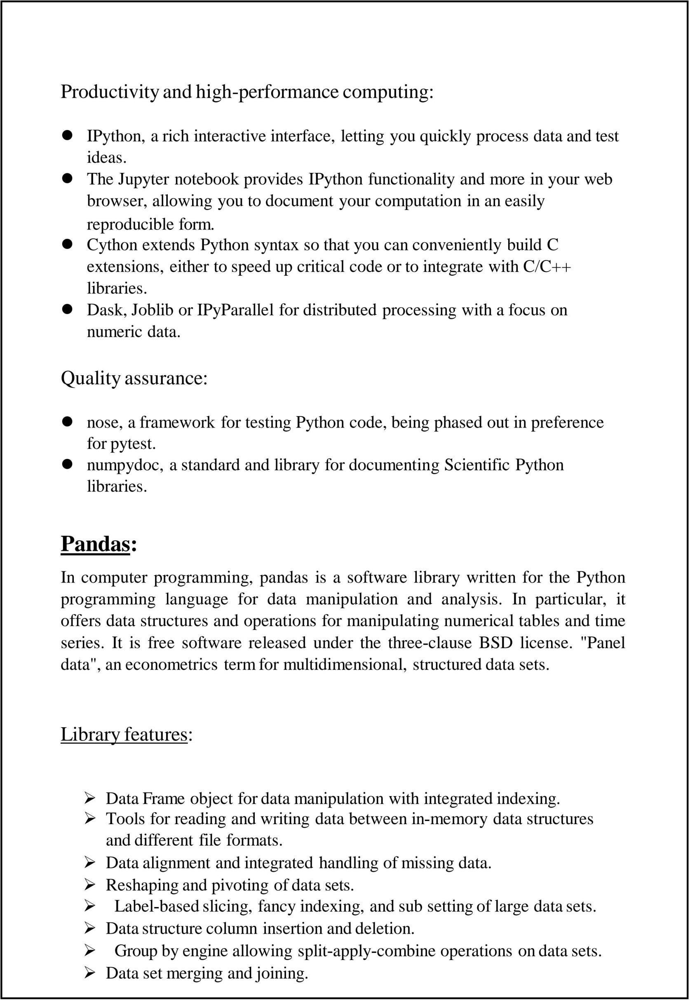 Productivity and high-performance computing:
● IPython, a rich interactive interface, letting you quickly process data and test
ideas.
● The Jupyter notebook provides IPython functionality and more in your web
browser, allowing you to document your computation in an easily
reproducible form.
● Cython extends Python syntax so that you can conveniently build C
extensions, either to speed up critical code or to integrate with C/C++
libraries.
● Dask, Joblib or IPyParallel for distributed processing with a focus on
numeric data.
Quality assurance:
● nose, a framework for testing Python code, being phased out in preference
for pytest.
● numpydoc, a standard and library for documenting Scientific Python
libraries.
Pandas:
In computer programming, pandas is a software library written for the Python
programming language for data manipulation and analysis. In particular, it
offers data structures and operations for manipulating numerical tables and time
series. It is free software released under the three-clause BSD license. "Panel
data", an econometrics term for multidimensional, structured data sets.
Library features:
➢ Data Frame object for data manipulation with integrated indexing.
➢ Tools for reading and writing data between in-memory data structures
and different file formats.
➢ Data alignment and integrated handling of missing data.
➢ Reshaping and pivoting of data sets.
➢ Label-based slicing, fancy indexing, and sub setting of large data sets.
➢ Data structure column insertion and deletion.
➢ Group by engine allowing split-apply-combine operations on data sets.
➢ Data set merging and joining.